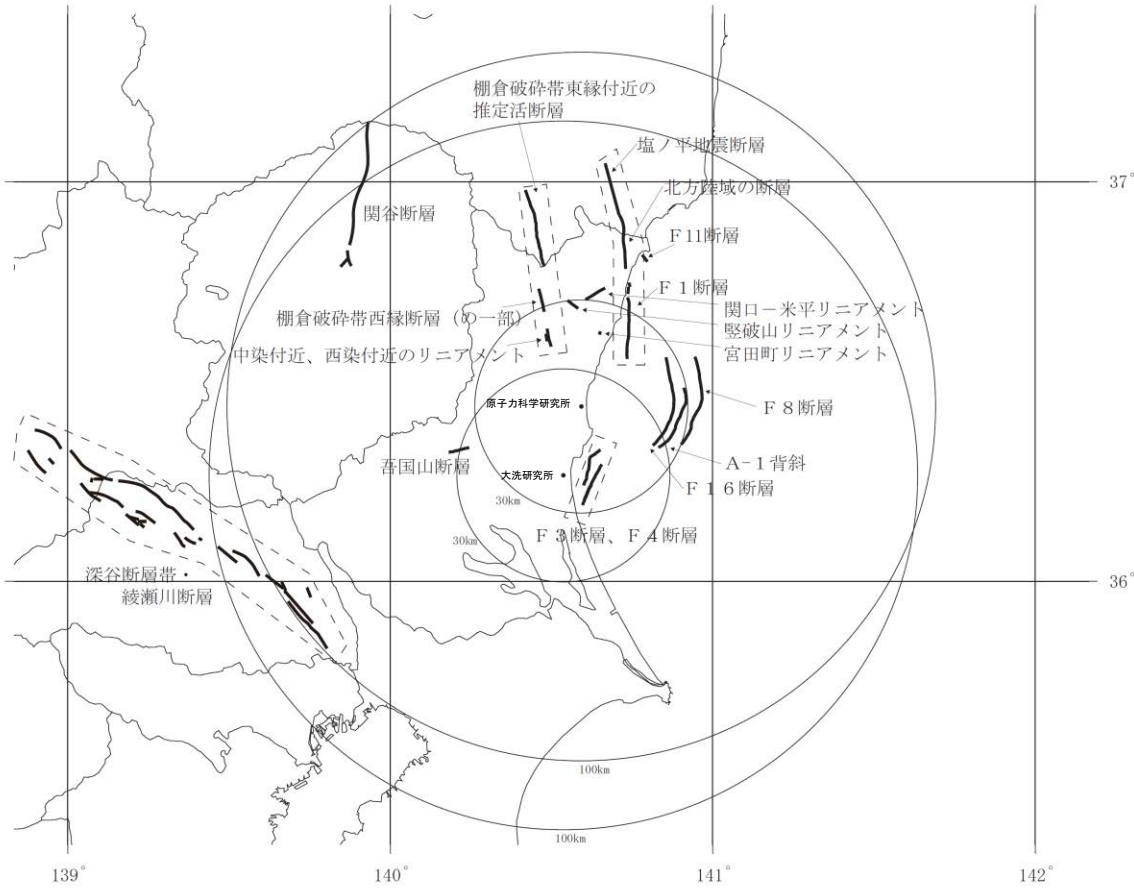 棚倉破砕帯東縁付近の
推定活断層
塩ノ平地震断層
37°
北方陸域の断層
関谷断層
Ｆ11断層
Ｆ１断層
関口－米平リニアメント
棚倉破砕帯西縁断層（の一部）
竪破山リニアメント
中染付近、西染付近のリニアメント
宮田町リニアメント
原子力科学研究所
Ｆ８断層
吾国山断層
A-１背斜
大洗研究所
Ｆ１６断層
30km
Ｆ３断層、Ｆ４断層
30km
深谷断層帯・
綾瀬川断層
36°
100km
100km
139°
140°
141°
142°